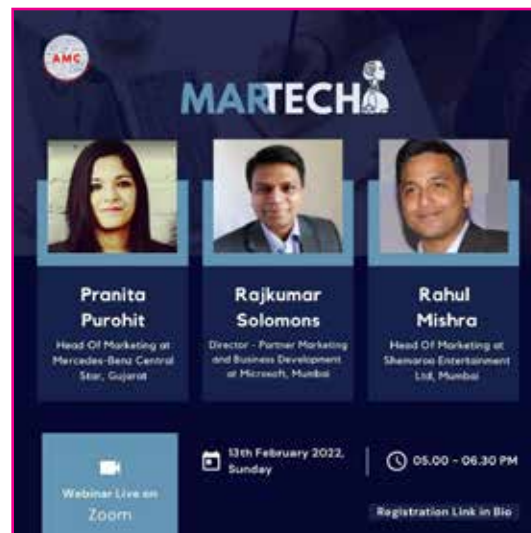 AMC
MARTECH
Pranita
Purohit
Head Of Marketing at
Mercedes-Benz Central
Star, Gujarat
Rajkumar
Solomons
Director - Partner Marketing
and Business Development
at Microsoft, Mumbai
Rahul
Mishra
Head Of Marketing at
Shemaroo Entertainment
Ltd, Mumbai
Webinar Live on
Zoom
13th February 2022,
Sunday
05.00 - 06.30 PM
Registration Link in Bio